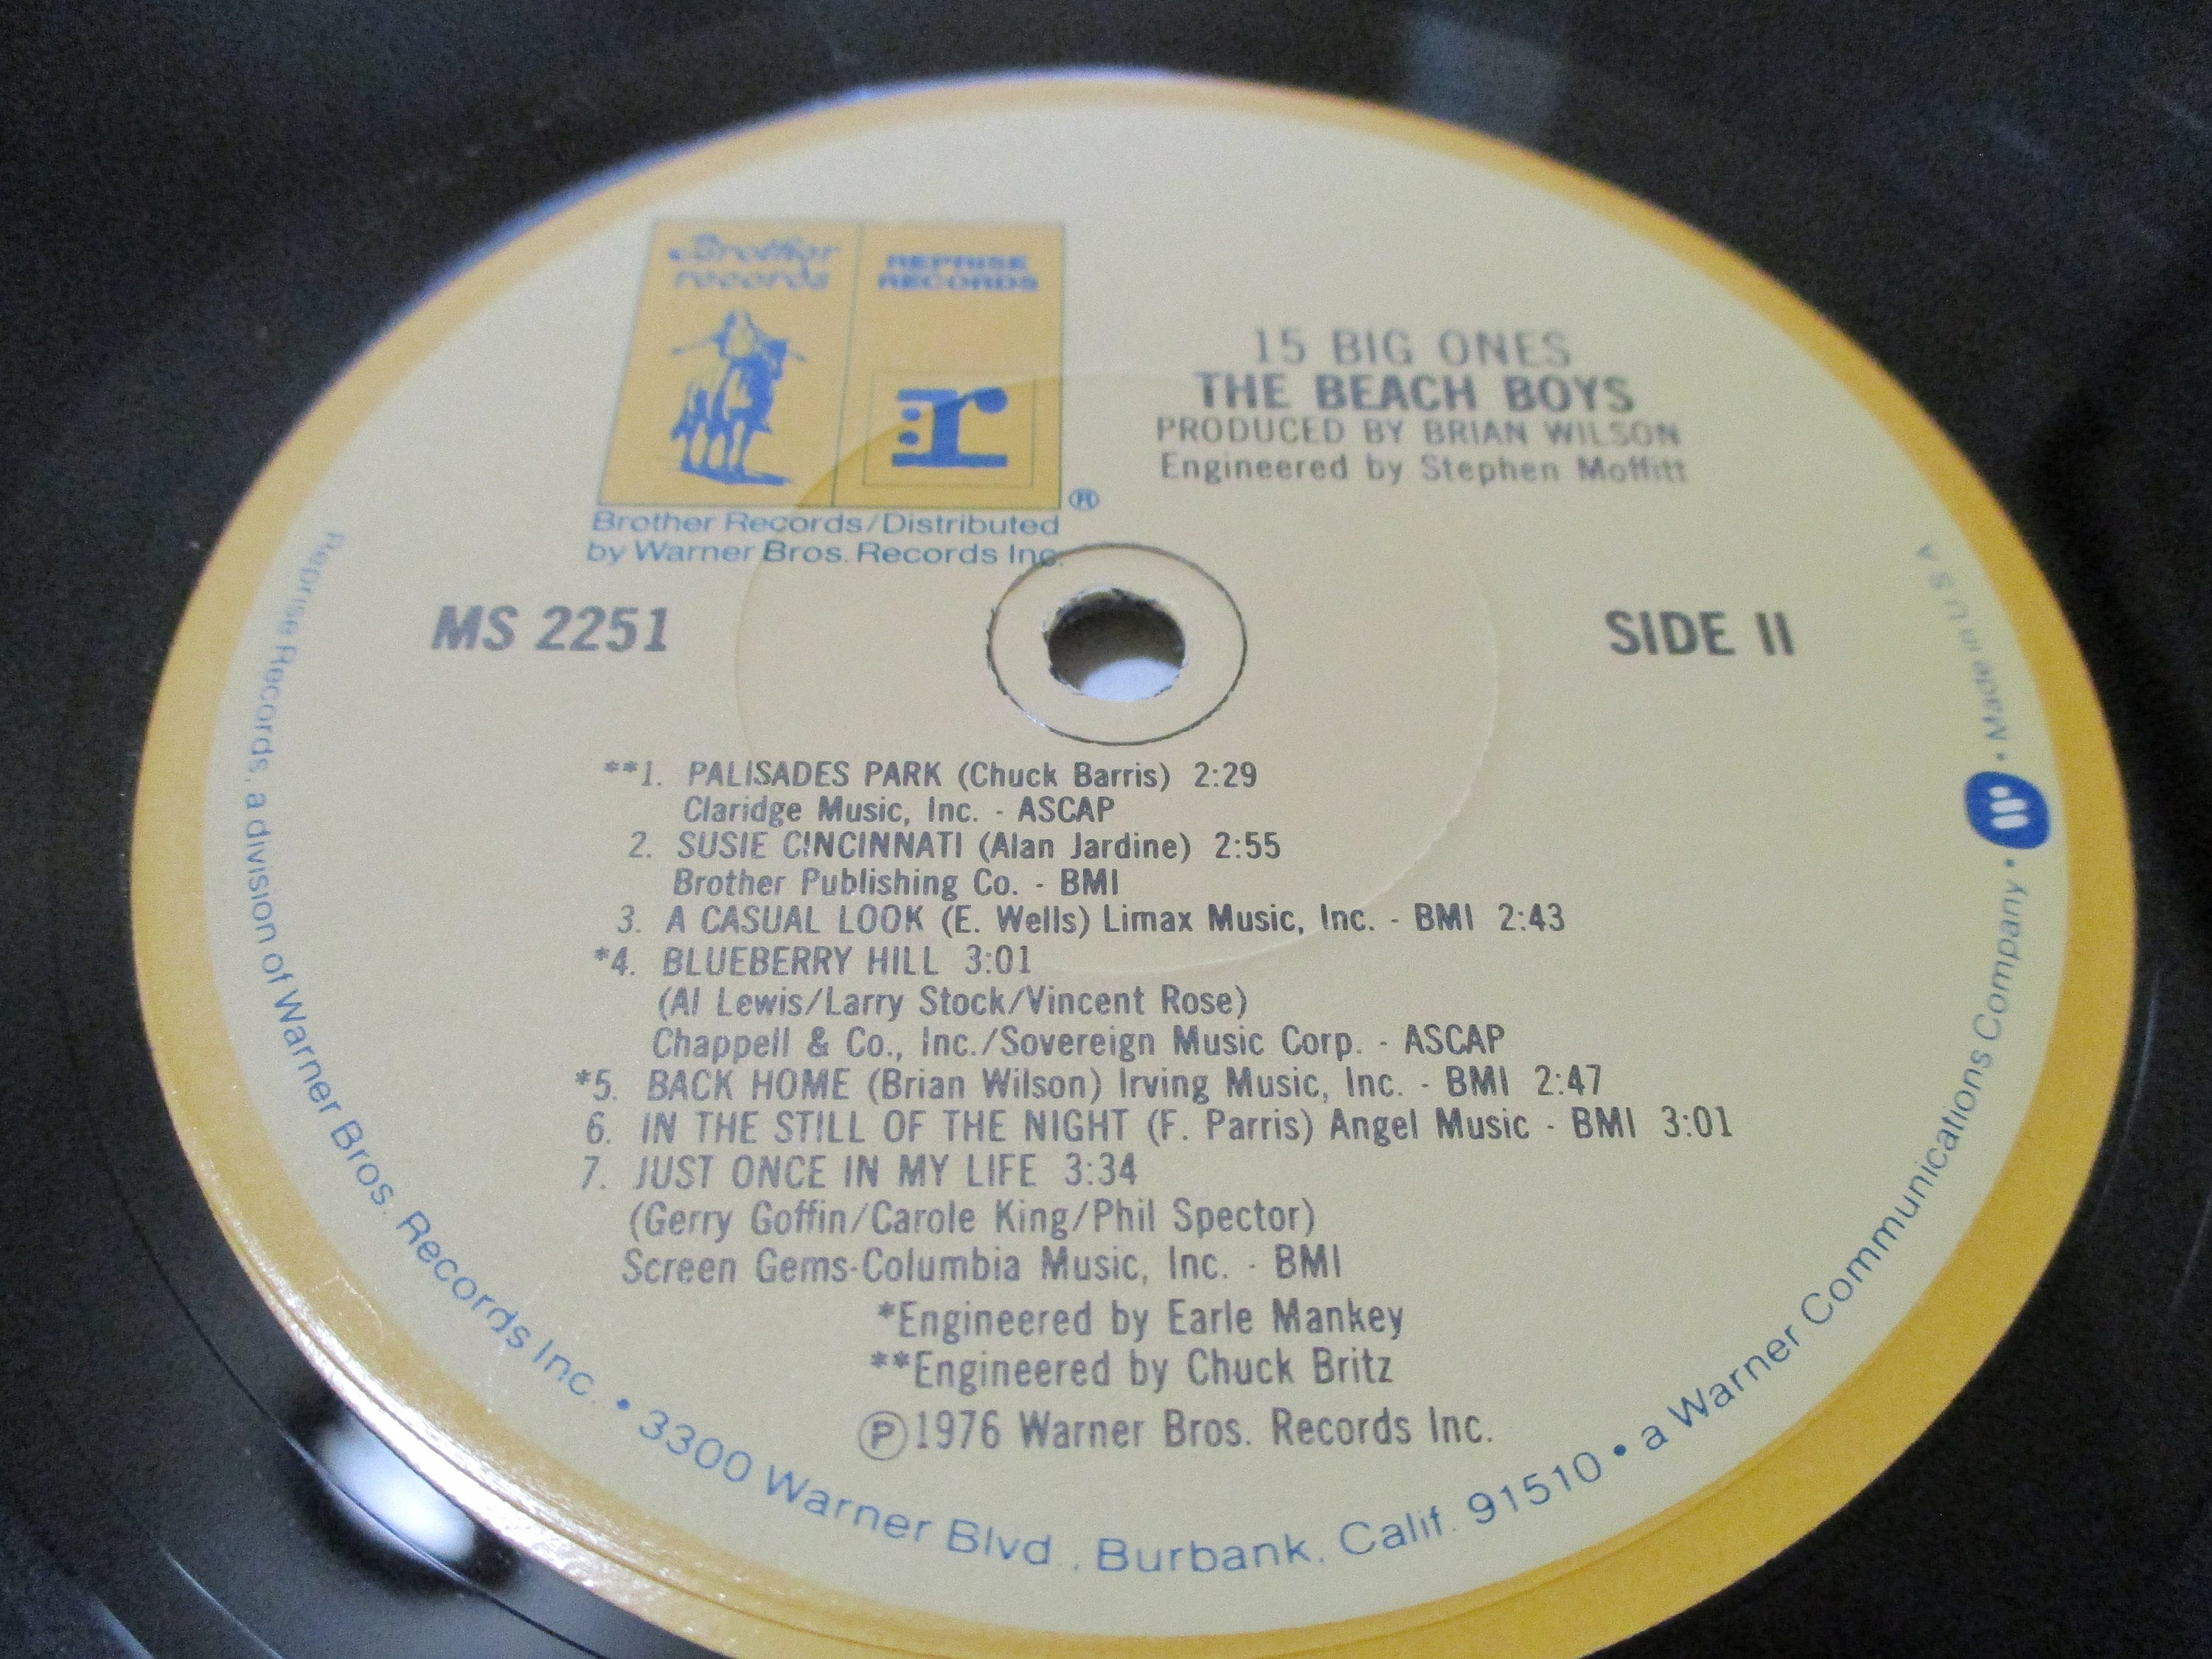 Brother
records
REPRISE
RECORDS
r
®
Brother Records/Distributed
by Warner Bros. Records Inc.
15 BIG ONES
THE BEACH BOYS
PRODUCED BY BRIAN WILSON
Engineered by Stephen Moffitt
MS 2251
SIDE II
**1. PALISADES PARK (Chuck Barris) 2:29
Claridge Music, Inc. - ASCAP
2. SUSIE CINCINNATI (Alan Jardine) 2:55
Brother Publishing Co. - BMI
3. A CASUAL LOOK (E. Wells) Limax Music, Inc. - BMI 2:43
*4. BLUEBERRY HILL 3:01
(Al Lewis/Larry Stock/Vincent Rose)
Chappell & Co., Inc./Sovereign Music Corp. - ASCAP
*5. BACK HOME (Brian Wilson) Irving Music, Inc. - BMI 2:47
6. IN THE STILL OF THE NIGHT (F. Parris) Angel Music - BMI 3:01
7. JUST ONCE IN MY LIFE 3:34
(Gerry Goffin/Carole King/Phil Spector)
Screen Gems-Columbia Music, Inc. - BMI
*Engineered by Earle Mankey
**Engineered by Chuck Britz
℗1976 Warner Bros. Records Inc.
Reprise Records, a division of Warner Bros. Records Inc. • 3300 Warner Blvd., Burbank, Calif. 91510 • a Warner Communications Company • W • Made in U S A